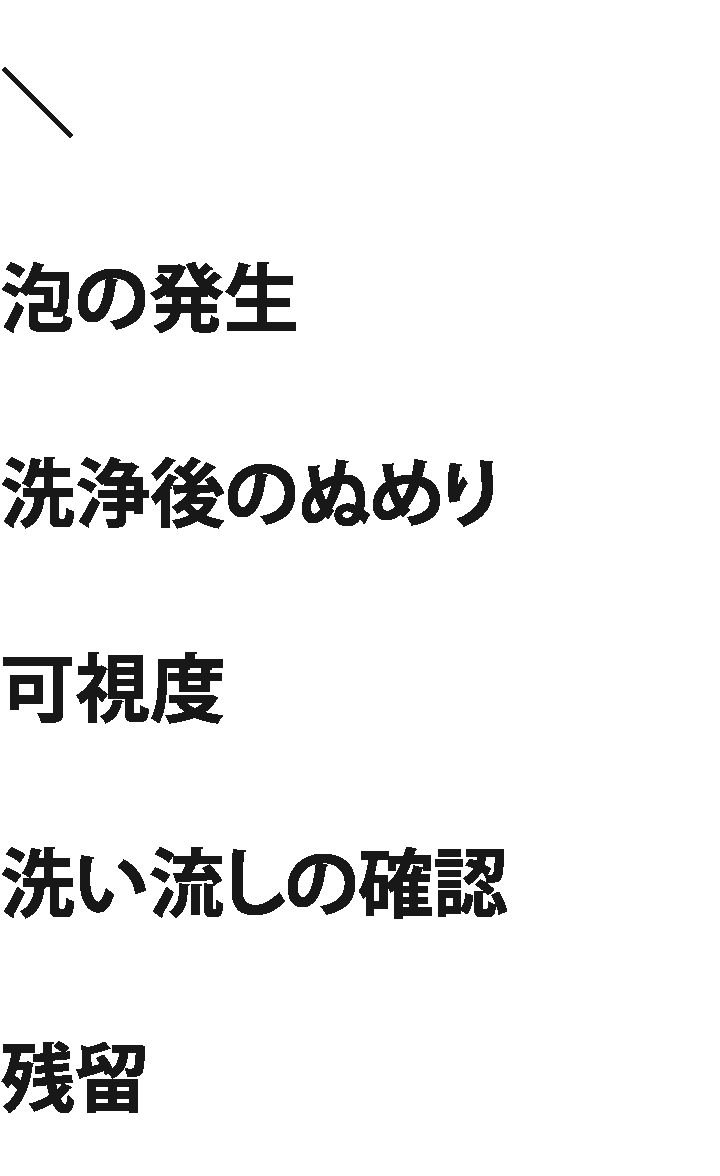 ＼
泡の発生
洗浄後のぬめり
可視度
洗い流しの確認
残留